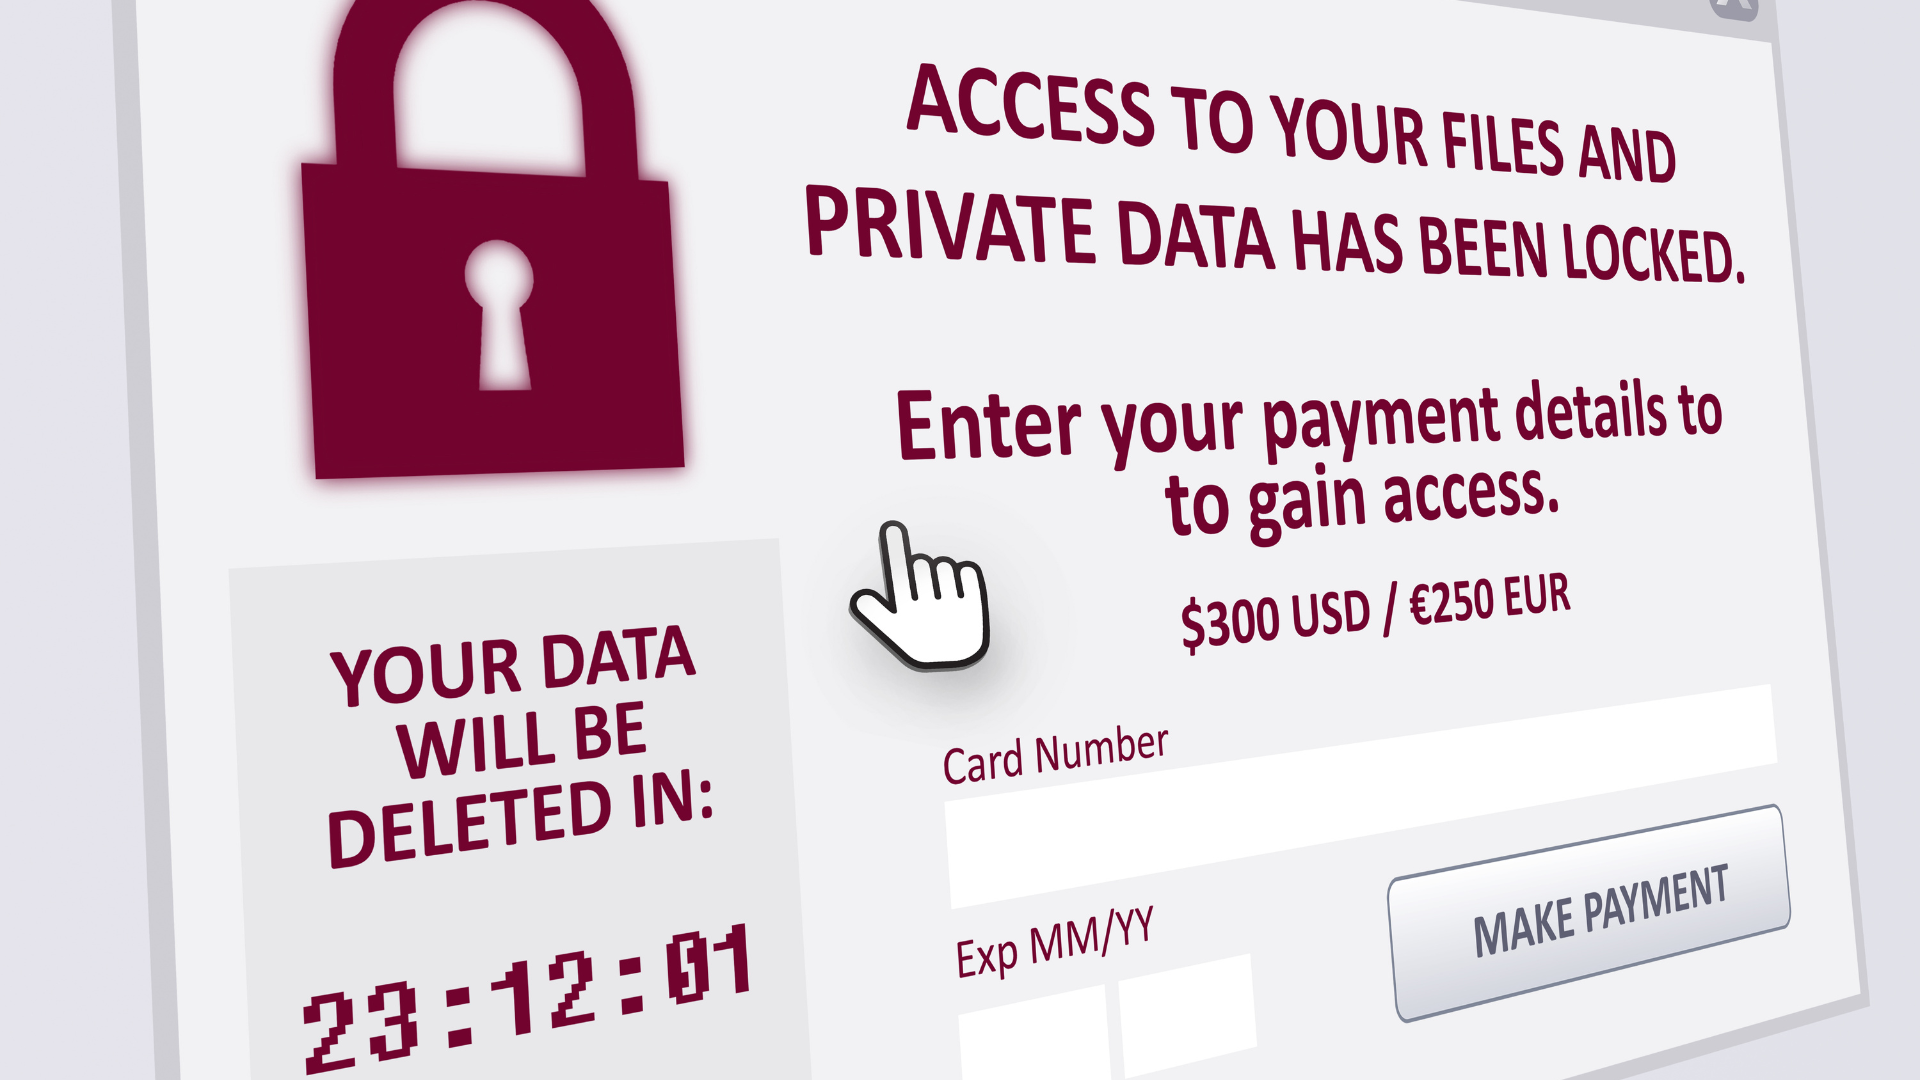 ACCESS TO YOUR FILES AND
PRIVATE DATA HAS BEEN LOCKED.
Enter your payment details to
to gain access.
$300 USD / €250 EUR
YOUR DATA
WILL BE
DELETED IN:
23:12:01
Card Number
Exp MM/YY
MAKE PAYMENT